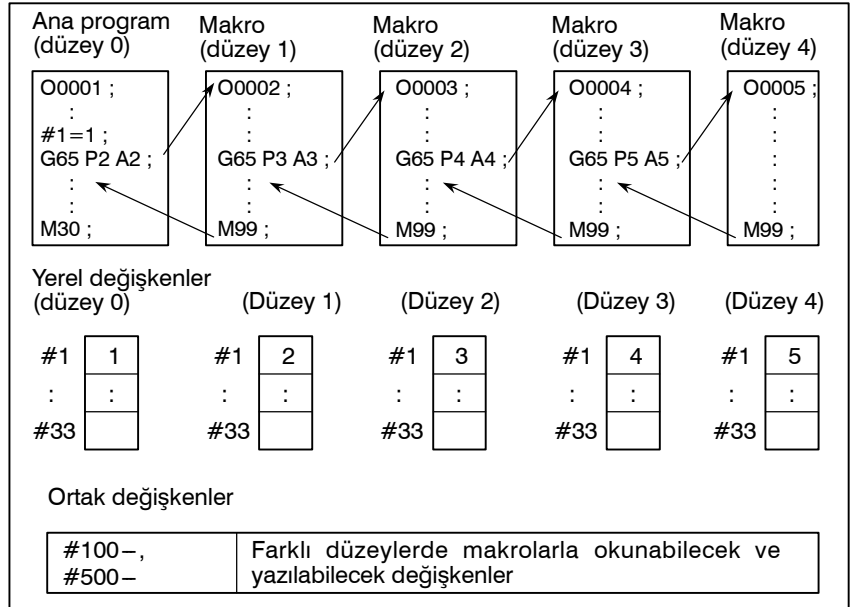 Ana program
(düzey 0)
Makro
(düzey 1)
Makro
(düzey 2)
Makro
(düzey 3)
Makro
(düzey 4)
O0001 ;
:
#1=1 ;
G65 P2 A2 ;
:
:
M30 ;
O0002 ;
:
:
G65 P3 A3 ;
:
:
M99 ;
O0003 ;
:
:
G65 P4 A4 ;
:
:
M99 ;
O0004 ;
:
:
G65 P5 A5 ;
:
:
M99 ;
O0005 ;
:
:
:
:
:
M99 ;
Yerel değişkenler
(düzey 0) (Düzey 1) (Düzey 2) (Düzey 3) (Düzey 4)
#1 1 #1 2 #1 3 #1 4 #1 5
: : : : : : : : : :
#33 #33 #33 #33 #33
Ortak değişkenler
#100–, Farklı düzeylerde makrolarla okunabilecek ve
#500– yazılabilecek değişkenler